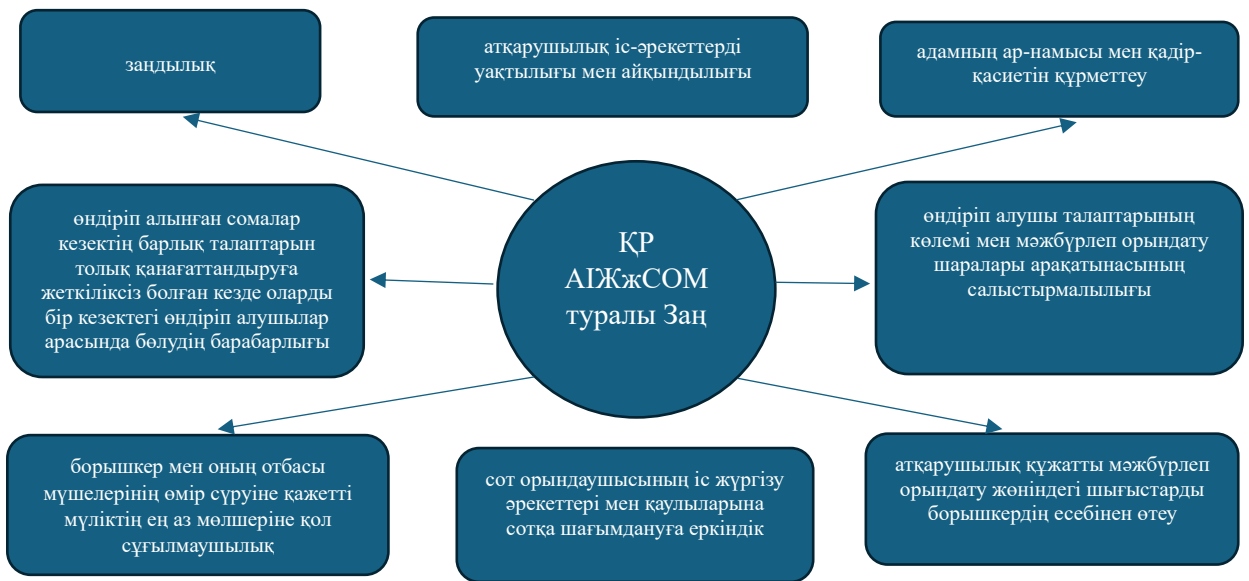 заңдылық
атқарушылық іс-әрекеттерді
уақтылығы мен айқындылығы
адамның ар-намысы мен қадір-
қасиетін құрметтеу
өндіріп алынған сомалар
кезектің барлық талаптарын
толық қанағаттандыруға
жеткіліксіз болған кезде оларды
бір кезектегі өндіріп алушылар
арасында бөлудің барабарлығы
ҚР
АІЖжСОМ
туралы Заң
өндіріп алушы талаптарының
көлемі мен мәжбүрлеп орындату
шаралары арақатынасының
салыстырмалылығы
борышкер мен оның отбасы
мүшелерінің өмір сүруіне қажетті
мүліктің ең аз мөлшеріне қол
сұғылмаушылық
сот орындаушысының іс жүргізу
әрекеттері мен қаулыларына
сотқа шағымдануға еркіндік
атқарушылық құжатты мәжбүрлеп
орындату жөніндегі шығыстарды
борышкердің есебінен өтеу